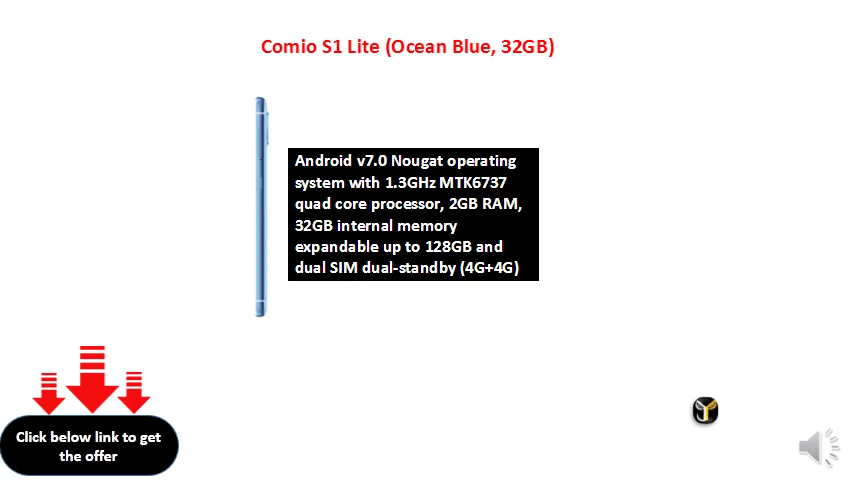 Comio S1 Lite (Ocean Blue, 32GB)
Android v7.0 Nougat operating
system with 1.3GHz MTK6737
quad core processor, 2GB RAM,
32GB internal memory
expandable up to 128GB and
dual SIM dual-standby (4G+4G)
Click below link to get
the offer